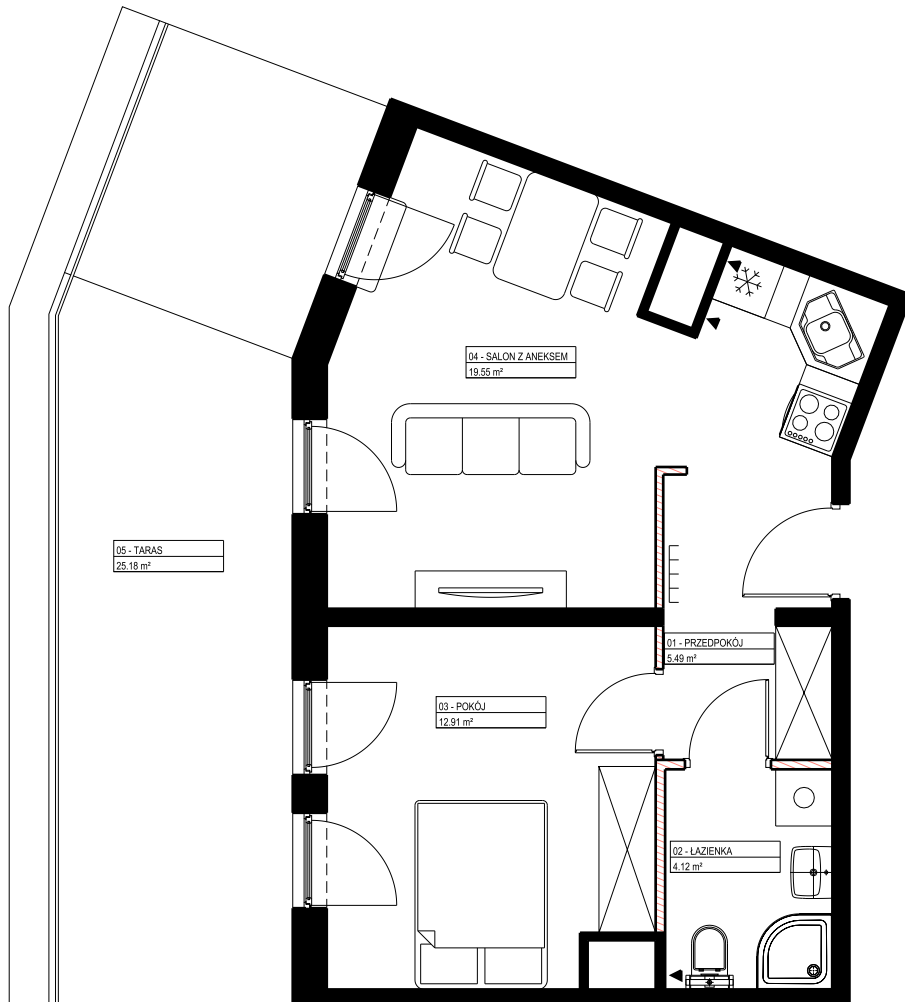 04 - SALON Z ANEKSEM
19.55 m²
05 - TARAS
25.18 m²
01 - PRZEDPOKÓJ
5.49 m²
03 - POKÓJ
12.91 m²
02 - ŁAZIENKA
4.12 m²